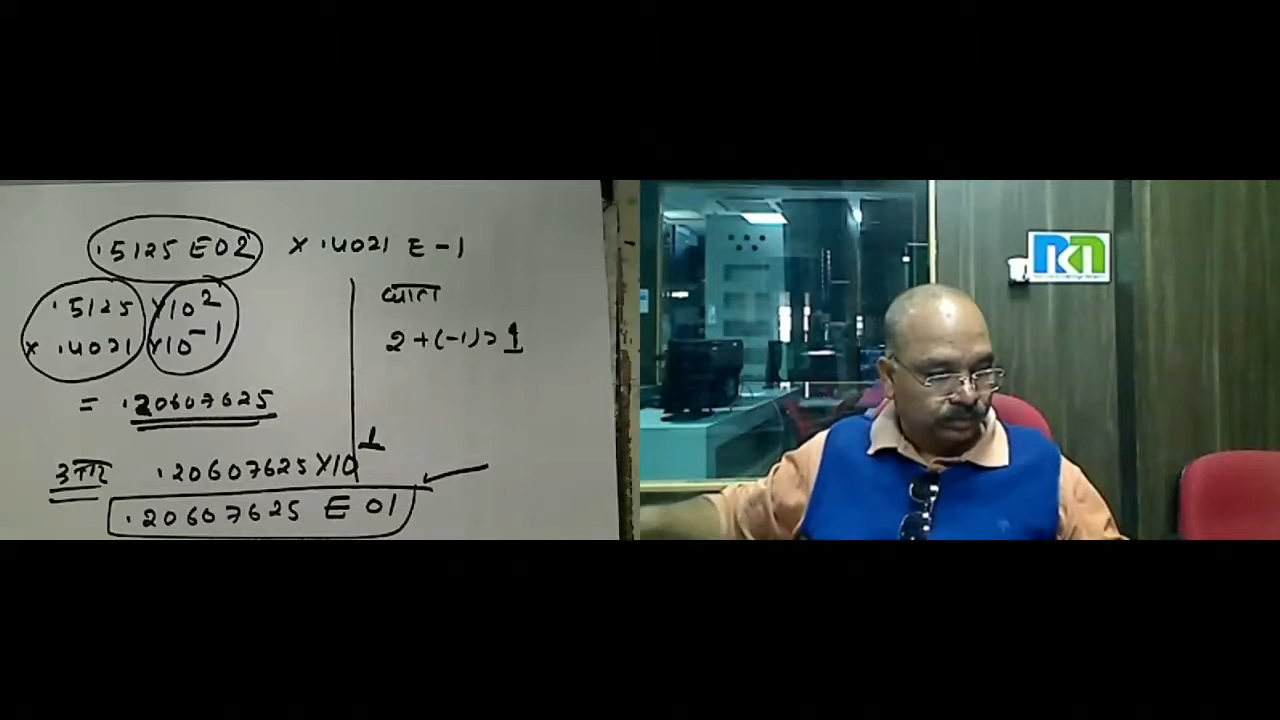 .5125 E02 × .4021 E -1
.5125 ×10²
× .4021 ×10⁻¹
घात
2+(-1)= 1
= .20607625
उत्तर .20607625×10¹
.20607625 E 01